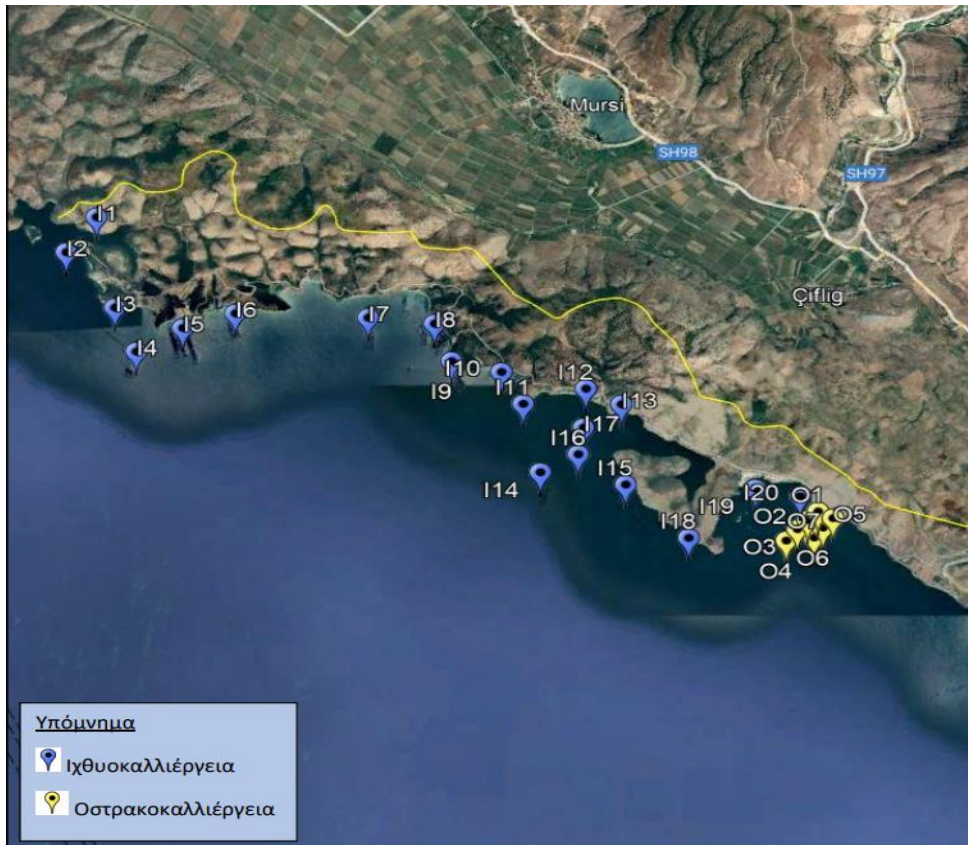 Mursi
SH98
SH97
Çiflig
I1
I2
I3
I4
I5
I6
I7
I8
I9
I10
I11
I12
I13
I14
I15
I16
I17
I18
I19
I20
O1
O2
O3
O4
O5
O6
O7
Υπόμνημα
Ιχθυοκαλλιέργεια
Οστρακοκαλλιέργεια